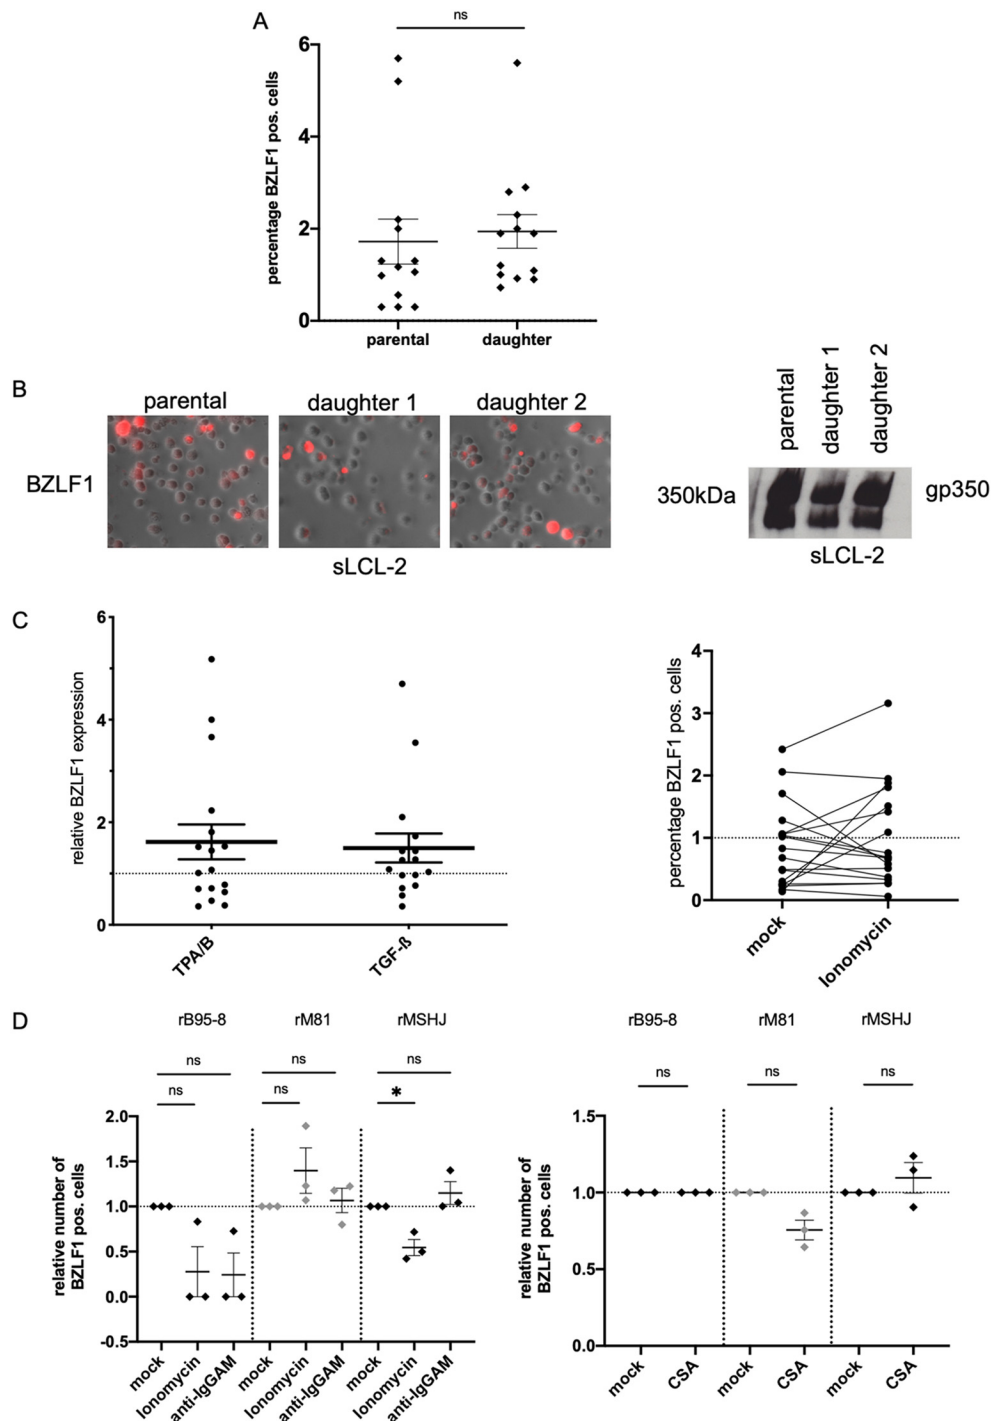 A
ns
percentage BZLF1 pos. cells
6
4
2
0
parental daughter
B
parental daughter 1 daughter 2
BZLF1
sLCL-2
parental
daughter 1
daughter 2
350kDa
gp350
sLCL-2
C
relative BZLF1 expression
6
4
2
0
TPA/B TGF-ß
percentage BZLF1 pos. cells
4
3
2
1
0
mock Ionomycin
D
rB95-8 rM81 rMSHJ
ns ns ns
ns ns *
relative number of
BZLF1 pos. cells
2.0
1.5
1.0
0.5
0.0
-0.5
mock Ionomycin anti-IgGAM mock Ionomycin anti-IgGAM mock Ionomycin anti-IgGAM
rB95-8 rM81 rMSHJ
ns ns ns
relative number of
BZLF1 pos. cells
1.5
1.0
0.5
0.0
mock CSA mock CSA mock CSA